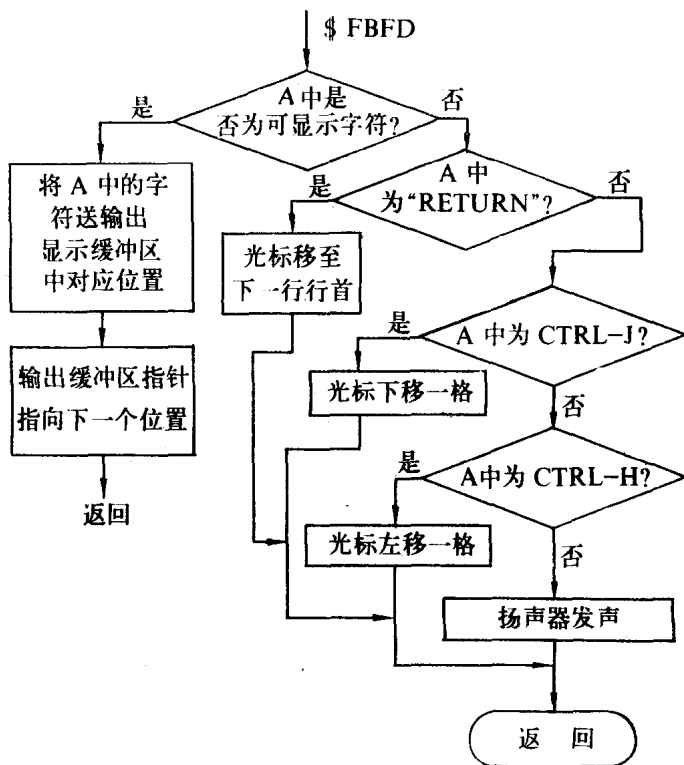 $ FBFD
A 中是
否为可显示字符?
是
否
将 A 中的字
符送输出
显示缓冲区
中对应位置
输出缓冲区指针
指向下一个位置
返回
A 中
为“RETURN”?
是
否
光标移至
下一行行首
A 中为 CTRL-J?
是
否
光标下移一格
A中为 CTRL-H?
是
否
光标左移一格
扬声器发声
返 回